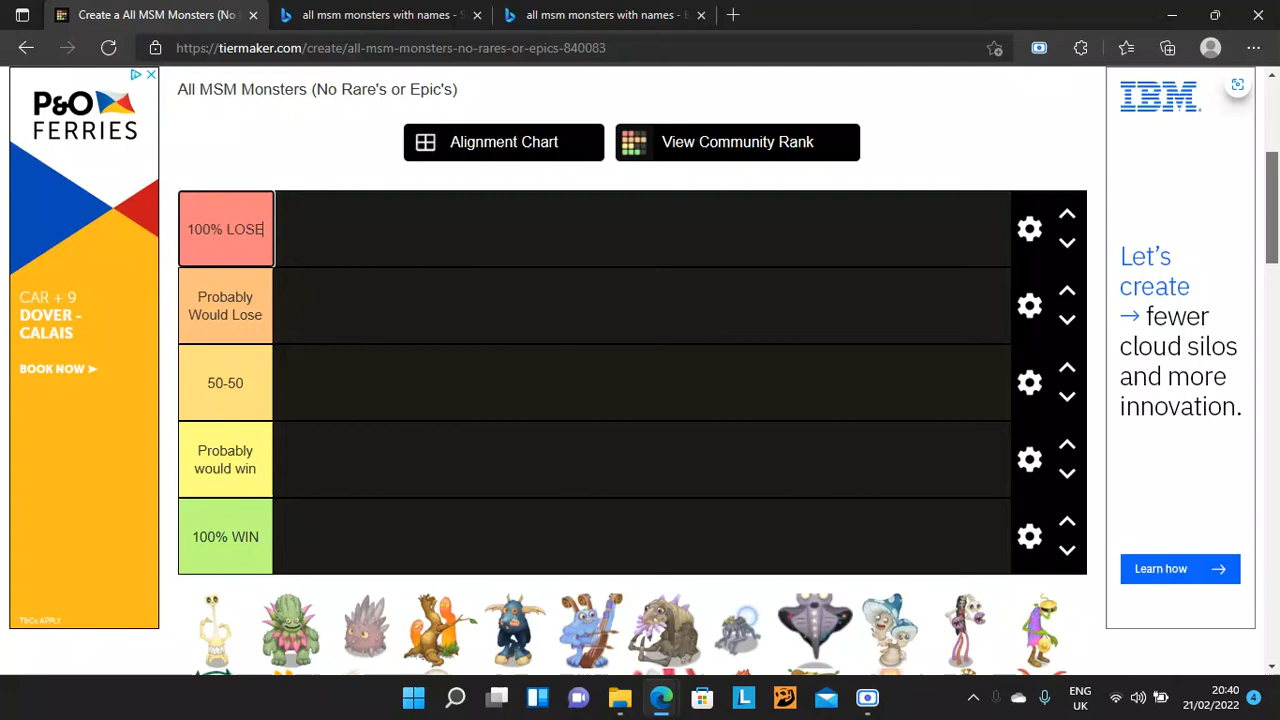 Create a All MSM Monsters (No
all msm monsters with names - S
all msm monsters with names - B
https://tiermaker.com/create/all-msm-monsters-no-rares-or-epics-840083
P&O
FERRIES
CAR + 9
DOVER -
CALAIS
BOOK NOW ➤
T&Cs APPLY
All MSM Monsters (No Rare's or Epic's)
Alignment Chart
View Community Rank
100% LOSE
Probably
Would Lose
50-50
Probably
would win
100% WIN
IBM
Let's
create
→ fewer
cloud silos
and more
innovation.
Learn how →
L
ENG
UK
20:40
21/02/2022
4